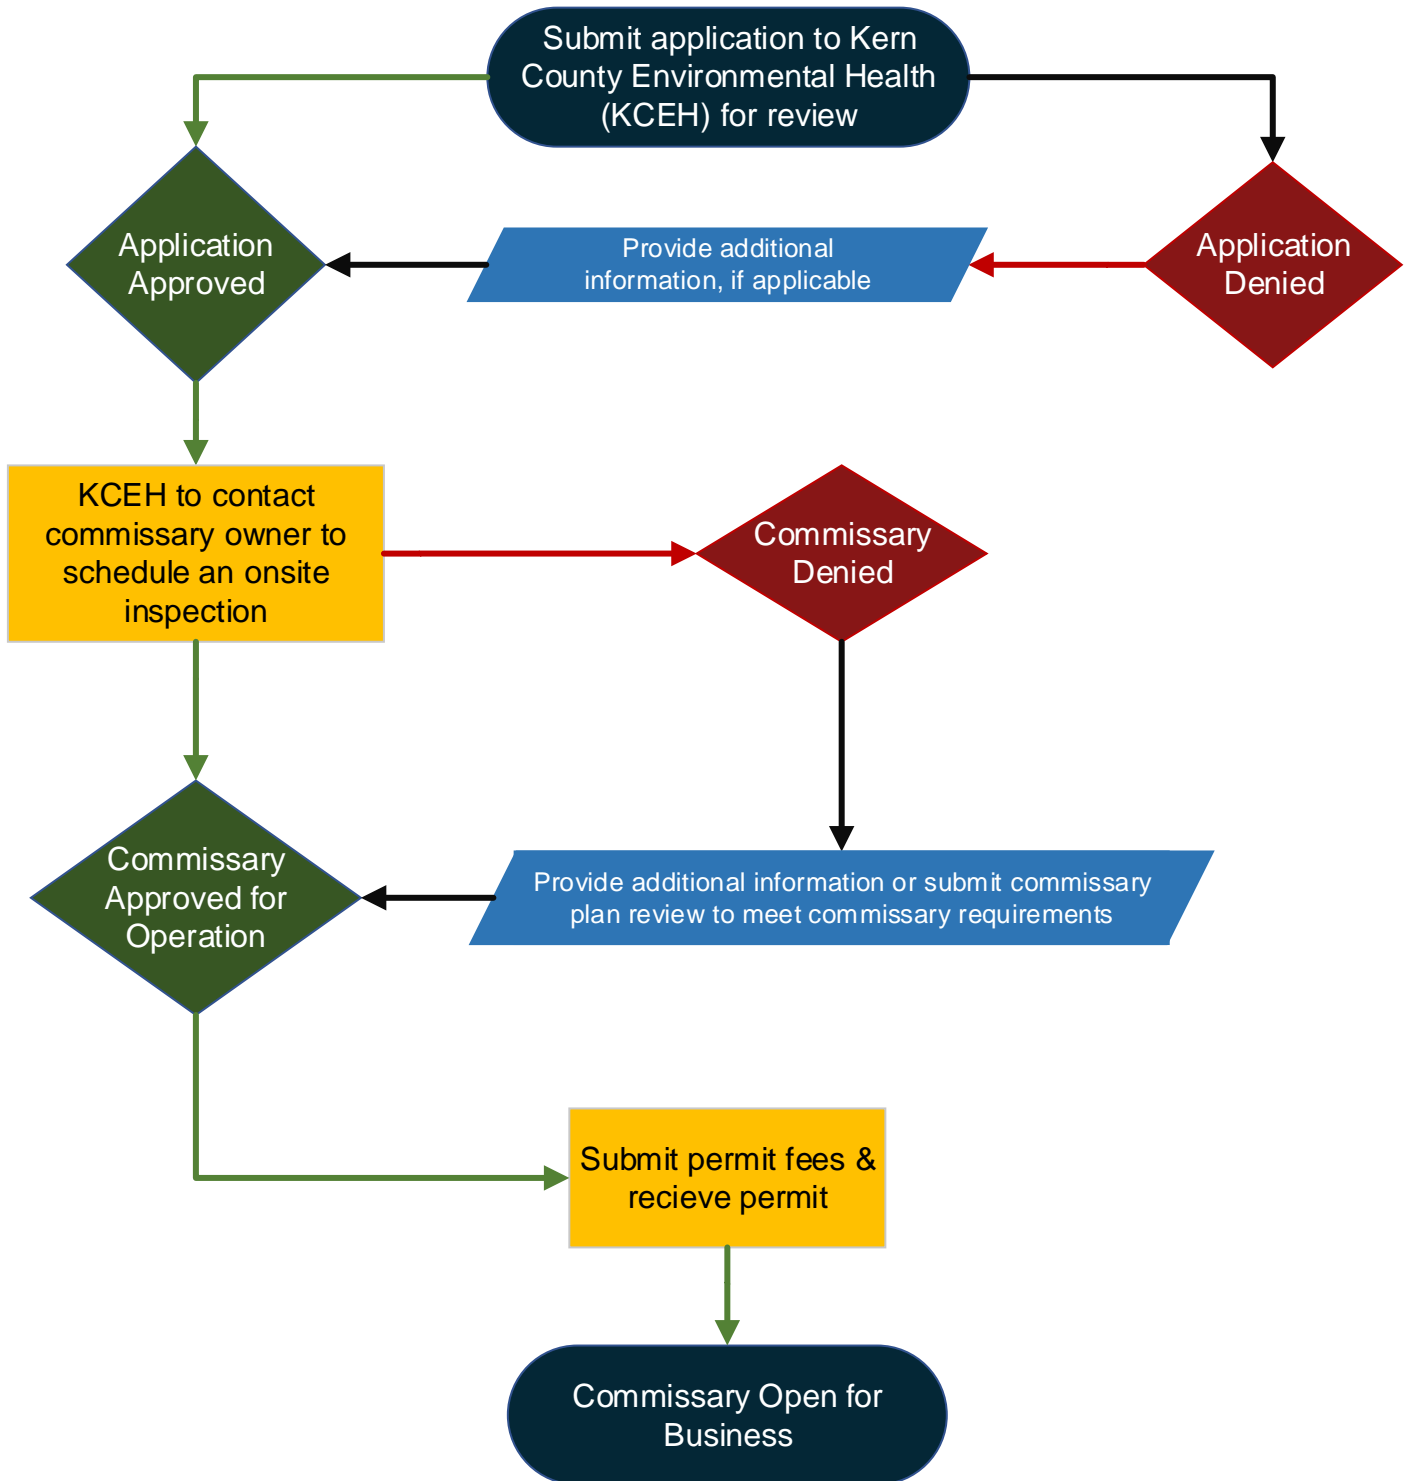 Submit application to Kern
County Environmental Health
(KCEH) for review
Application
Approved
Provide additional
information, if applicable
Application
Denied
KCEH to contact
commissary owner to
schedule an onsite
inspection
Commissary
Denied
Commissary
Approved for
Operation
Provide additional information or submit commissary
plan review to meet commissary requirements
Submit permit fees &
recieve permit
Commissary Open for
Business